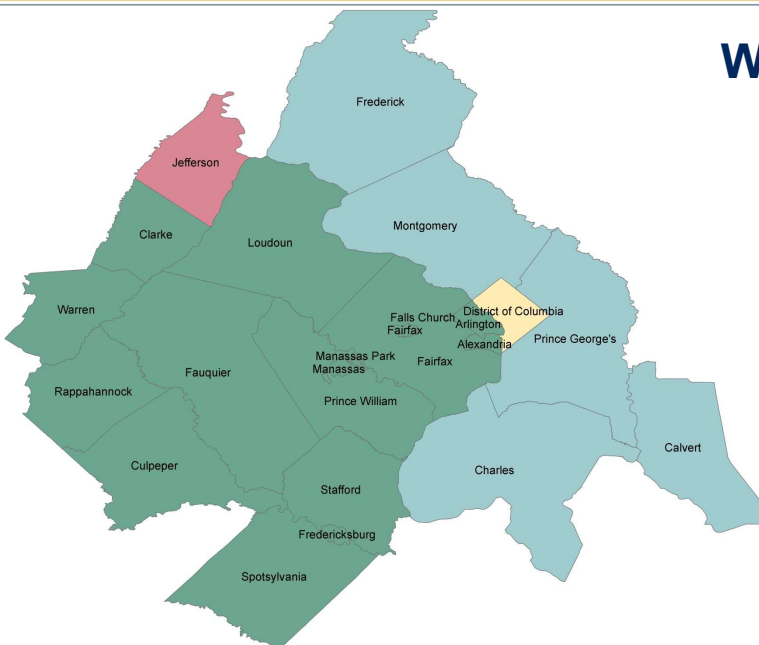 W
Frederick
Jefferson
Montgomery
Clarke
Loudoun
Warren
Falls Church
District of Columbia
Fairfax
Arlington
Prince George's
Alexandria
Manassas Park
Manassas
Fairfax
Fauquier
Rappahannock
Prince William
Calvert
Culpeper
Charles
Stafford
Fredericksburg
Spotsylvania